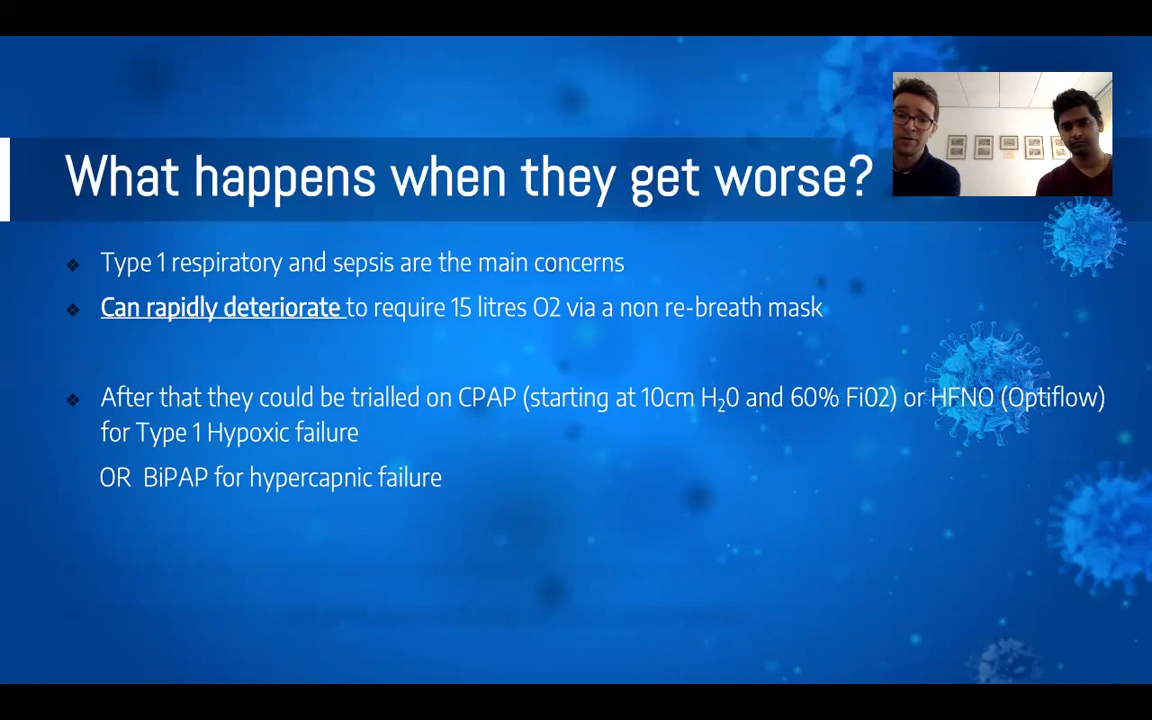 What happens when they get worse?
Type 1 respiratory and sepsis are the main concerns
Can rapidly deteriorate to require 15 litres O2 via a non re-breath mask
After that they could be trialled on CPAP (starting at 10cm H₂0 and 60% FiO2) or HFNO (Optiflow)
for Type 1 Hypoxic failure
OR BiPAP for hypercapnic failure